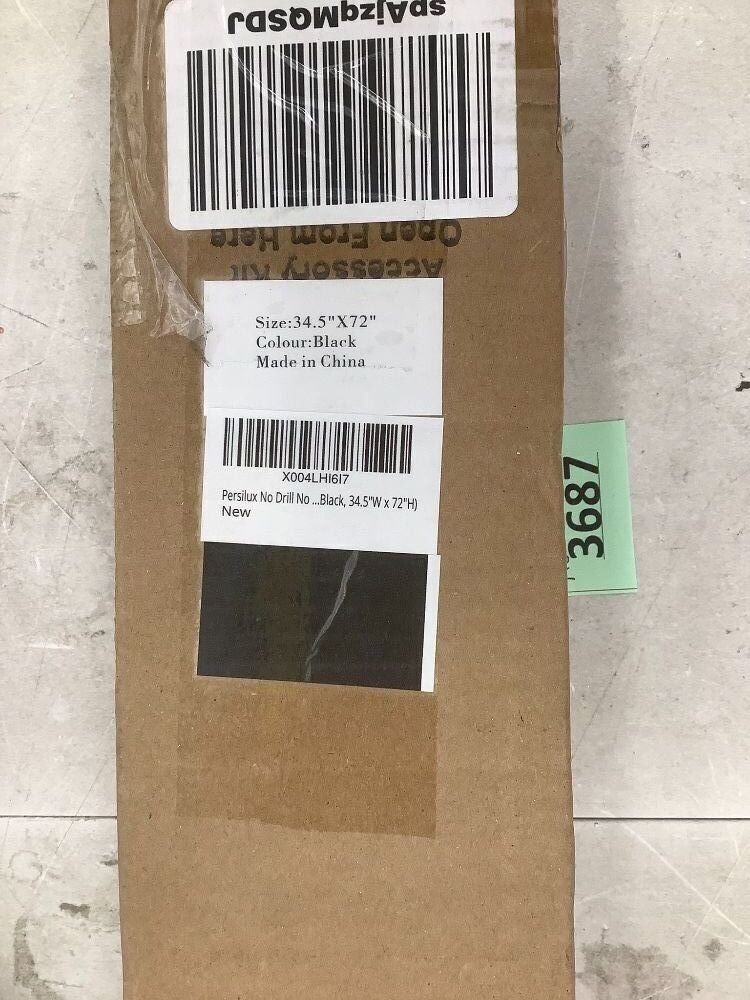 spAjzqMQSDJ
Open From Here
Accessory Kit
Size:34.5"X72"
Colour:Black
Made in China
X004LHI6I7
Persilux No Drill No ...Black, 34.5"W x 72"H)
New
3687